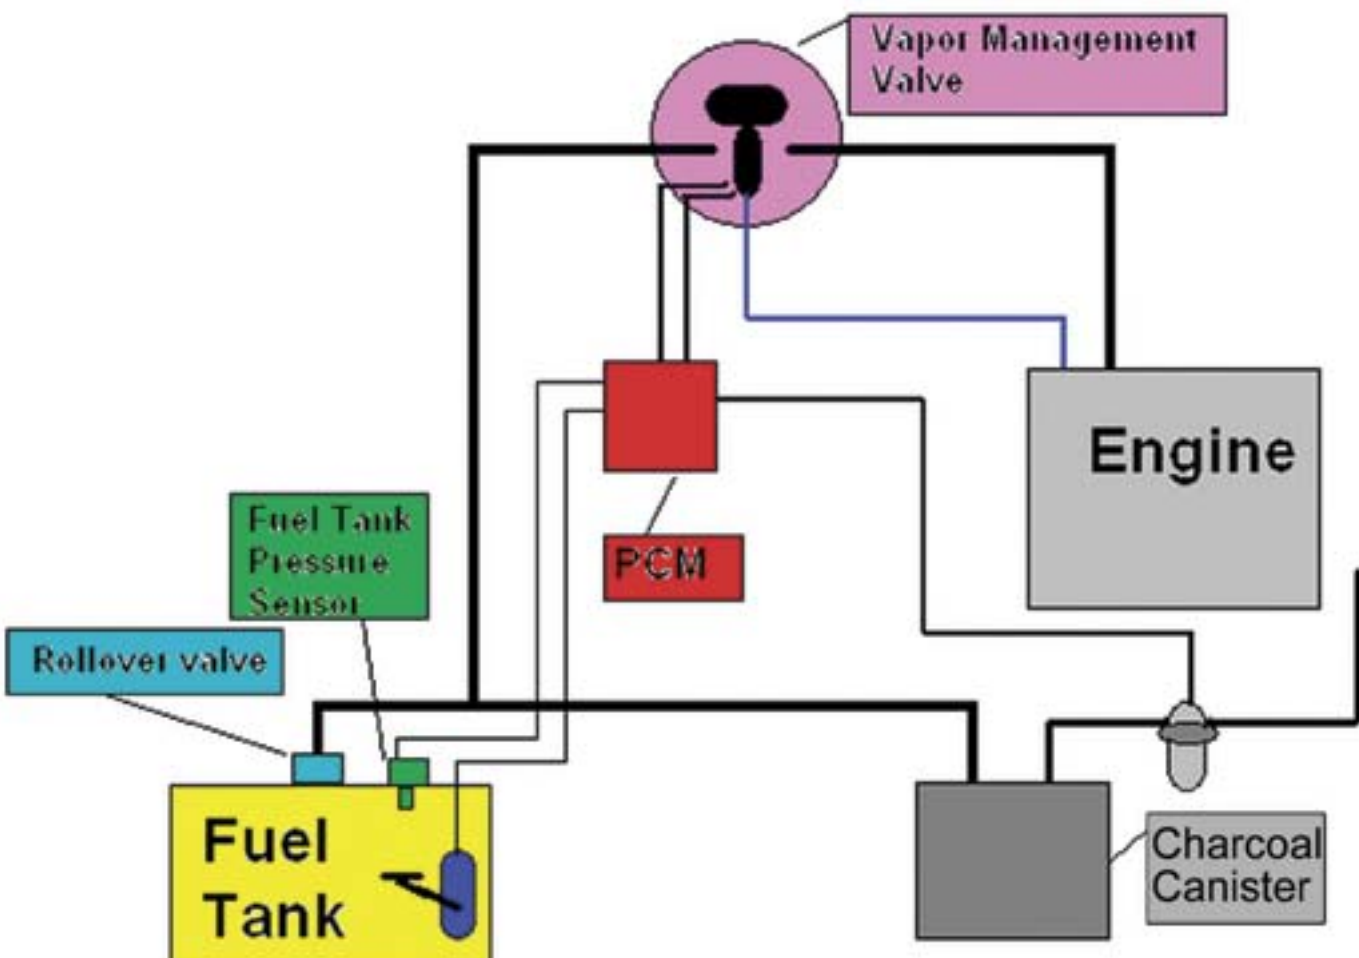 Vapor Management
Valve
Engine
Fuel Tank
Pressure
Sensor
PCM
Rollover valve
Fuel
Tank
Charcoal
Canister